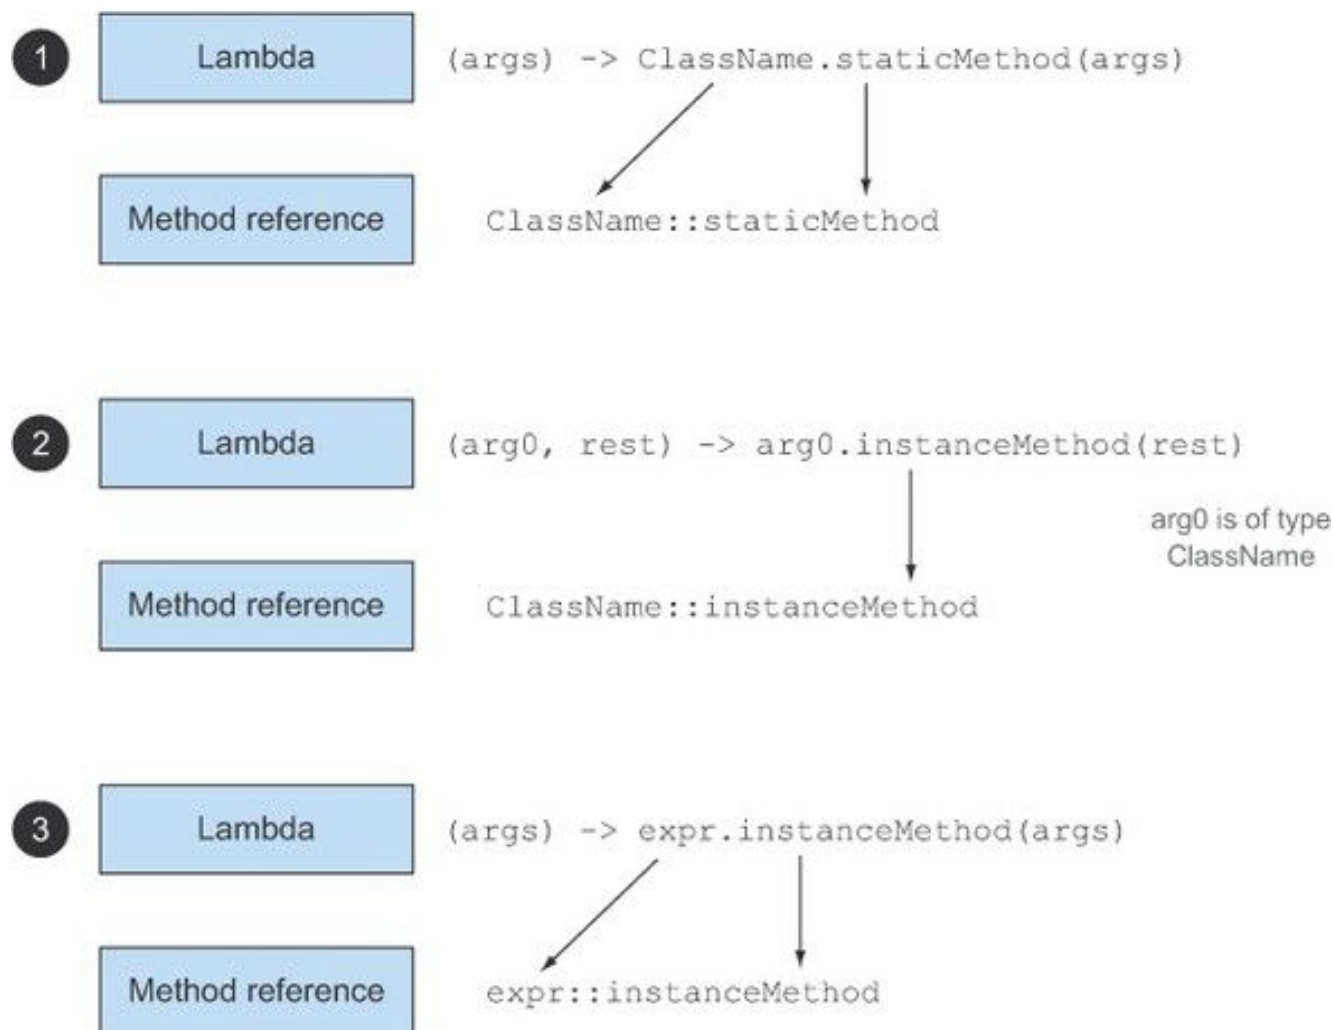 1
Lambda
(args) -> ClassName.staticMethod(args)
Method reference
ClassName::staticMethod
2
Lambda
(arg0, rest) -> arg0.instanceMethod(rest)
arg0 is of type
ClassName
Method reference
ClassName::instanceMethod
3
Lambda
(args) -> expr.instanceMethod(args)
Method reference
expr::instanceMethod